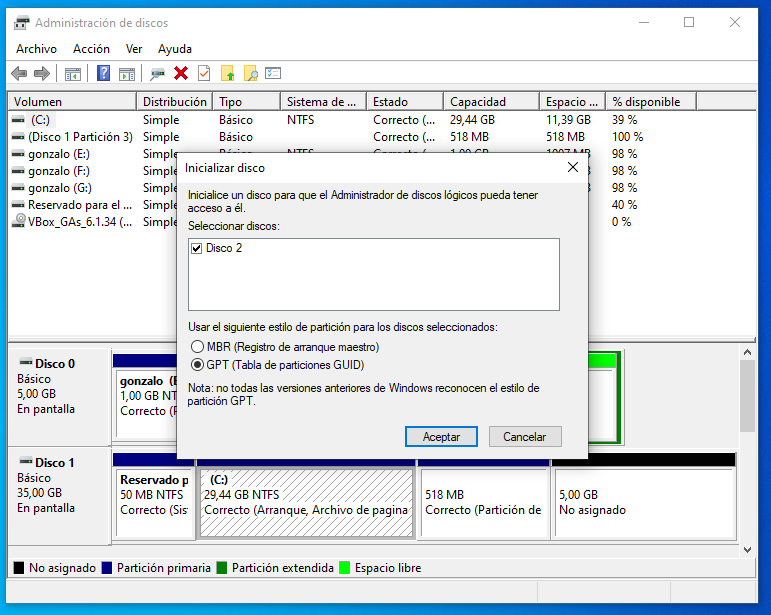 Administración de discos
Archivo Acción Ver Ayuda
Volumen Distribución Tipo Sistema de ... Estado Capacidad Espacio ... % disponible
(C:) Simple Básico NTFS Correcto (... 29,44 GB 11,39 GB 39 %
(Disco 1 Partición 3) Simple Básico Correcto (... 518 MB 518 MB 100 %
gonzalo (E:) Simple 98 %
gonzalo (F:) Simple 98 %
gonzalo (G:) Simple 98 %
Reservado para el ... Simple 40 %
VBox_GAs_6.1.34 (... Simple 0 %
Inicializar disco
Inicialice un disco para que el Administrador de discos lógicos pueda tener
acceso a él.
Seleccionar discos:
Disco 2
Usar el siguiente estilo de partición para los discos seleccionados:
MBR (Registro de arranque maestro)
GPT (Tabla de particiones GUID)
Nota: no todas las versiones anteriores de Windows reconocen el estilo de
partición GPT.
Aceptar Cancelar
Disco 0
Básico
5,00 GB
En pantalla
gonzalo (E
1,00 GB NT
Correcto (P
Disco 1
Básico
35,00 GB
En pantalla
Reservado p
50 MB NTFS
Correcto (Sis
(C:)
29,44 GB NTFS
Correcto (Arranque, Archivo de pagina
518 MB
Correcto (Partición de
5,00 GB
No asignado
No asignado Partición primaria Partición extendida Espacio libre